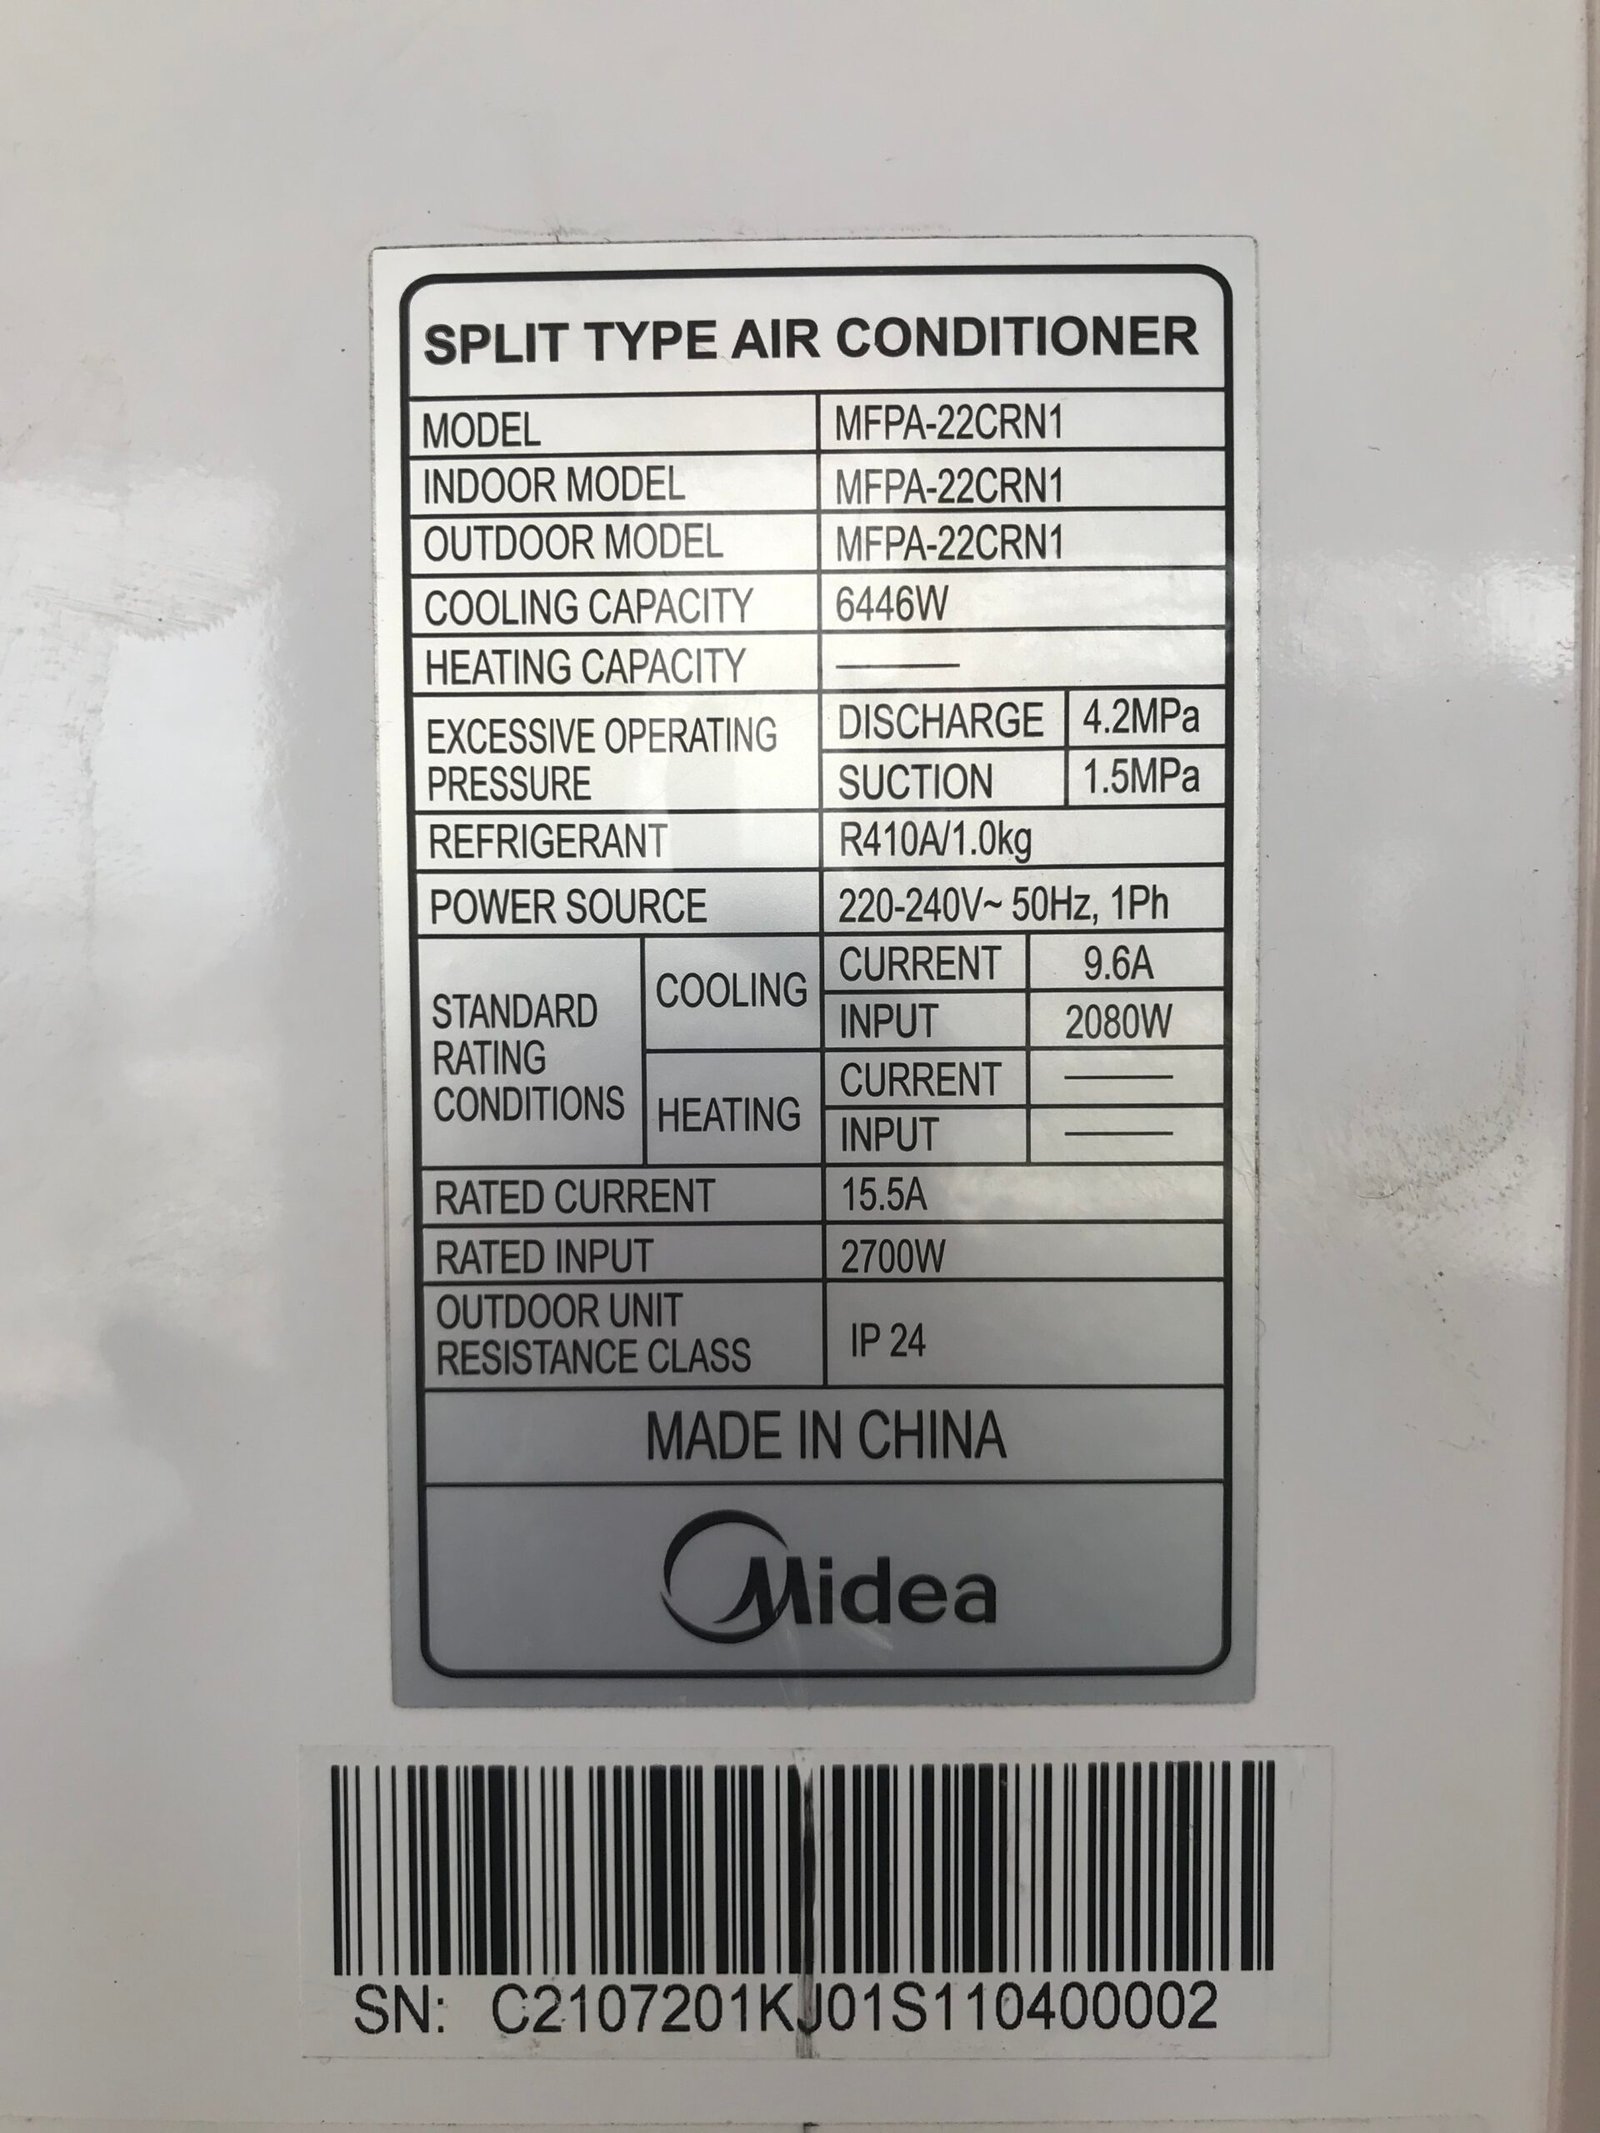 SPLIT TYPE AIR CONDITIONER
MODEL MFPA-22CRN1
INDOOR MODEL MFPA-22CRN1
OUTDOOR MODEL MFPA-22CRN1
COOLING CAPACITY 6446W
HEATING CAPACITY ———
EXCESSIVE OPERATING
PRESSURE
DISCHARGE 4.2MPa
SUCTION 1.5MPa
REFRIGERANT R410A/1.0kg
POWER SOURCE 220-240V~ 50Hz, 1Ph
STANDARD
RATING
CONDITIONS
COOLING
CURRENT 9.6A
INPUT 2080W
HEATING
CURRENT ———
INPUT ———
RATED CURRENT 15.5A
RATED INPUT 2700W
OUTDOOR UNIT
RESISTANCE CLASS
IP 24
MADE IN CHINA
Midea
SN: C2107201KJ01S110400002